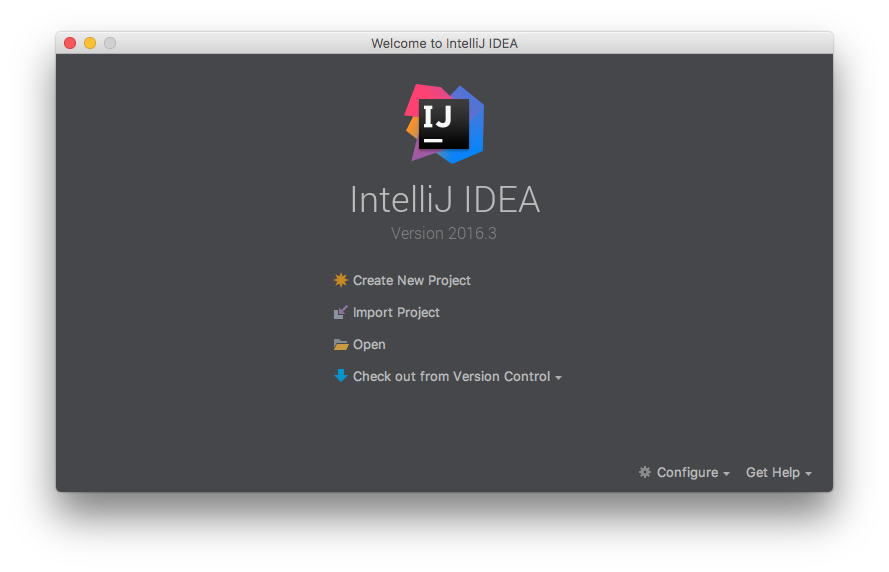 Welcome to IntelliJ IDEA
IJ
IntelliJ IDEA
Version 2016.3
Create New Project
Import Project
Open
Check out from Version Control
Configure
Get Help